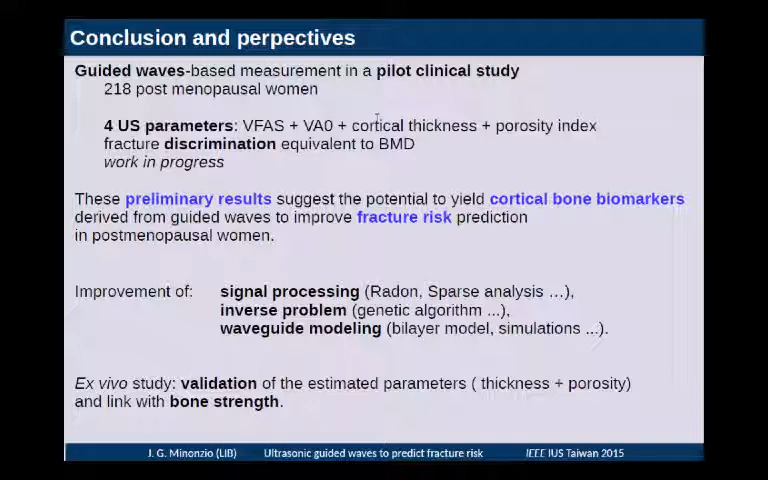 Conclusion and perpectives
Guided waves-based measurement in a pilot clinical study
218 post menopausal women
4 US parameters: VFAS + VA0 + cortical thickness + porosity index
fracture discrimination equivalent to BMD
work in progress
These preliminary results suggest the potential to yield cortical bone biomarkers
derived from guided waves to improve fracture risk prediction
in postmenopausal women.
Improvement of: signal processing (Radon, Sparse analysis ...),
inverse problem (genetic algorithm ...),
waveguide modeling (bilayer model, simulations ...).
Ex vivo study: validation of the estimated parameters ( thickness + porosity)
and link with bone strength.
J. G. Minonzio (LIB) Ultrasonic guided waves to predict fracture risk IEEE IUS Taiwan 2015